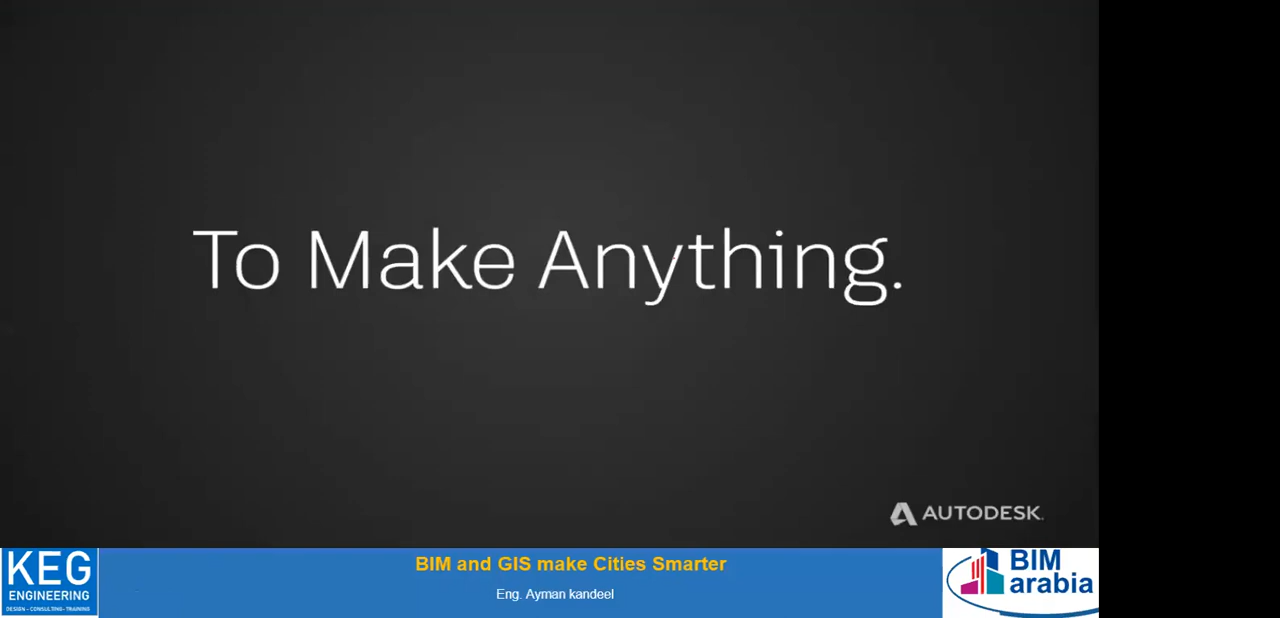 To Make Anything.
AUTODESK.
KEG
ENGINEERING
DESIGN - CONSULTING- TRAINING
BIM and GIS make Cities Smarter
Eng. Ayman kandeel
BIM
arabia